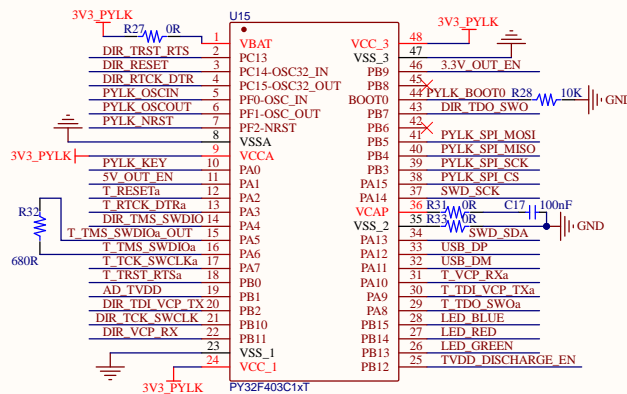 3V3_PYLK
R27 0R
U15
1 VBAT VCC_3 48
3V3_PYLK
DIR_TRST_RTS 2 PC13 VSS_3 47
DIR_RESET 3 PC14-OSC32_IN PB9 46 3.3V_OUT_EN
DIR_RTCK_DTR 4 PC15-OSC32_OUT PB8 45
PYLK_OSCIN 5 PF0-OSC_IN BOOT0 44 PYLK_BOOT0 R28 10K GND
PYLK_OSCOUT 6 PF1-OSC_OUT PB7 43 DIR_TDO_SWO
PYLK_NRST 7 PF2-NRST PB6 42
8 VSSA PB5 41 PYLK_SPI_MOSI
3V3_PYLK 9 VCCA PB4 40 PYLK_SPI_MISO
PYLK_KEY 10 PA0 PB3 39 PYLK_SPI_SCK
5V_OUT_EN 11 PA1 PA15 38 PYLK_SPI_CS
T_RESETa 12 PA2 PA14 37 SWD_SCK
T_RTCK_DTRa 13 PA3 VCAP 36 R31 0R C17 100nF
R32 DIR_TMS_SWDIO 14 PA4 VSS_2 35 R33 0R GND
T_TMS_SWDIOa_OUT 15 PA5 PA13 34 SWD_SDA
T_TMS_SWDIOa 16 PA6 PA12 33 USB_DP
680R T_TCK_SWCLKa 17 PA7 PA11 32 USB_DM
T_TRST_RTSa 18 PB0 PA10 31 T_VCP_RXa
AD_TVDD 19 PB1 PA9 30 T_TDI_VCP_TXa
DIR_TDI_VCP_TX 20 PB2 PA8 29 T_TDO_SWOa
DIR_TCK_SWCLK 21 PB10 PB15 28 LED_BLUE
DIR_VCP_RX 22 PB11 PB14 27 LED_RED
23 VSS_1 PB13 26 LED_GREEN
24 VCC_1 PB12 25 TVDD_DISCHARGE_EN
3V3_PYLK
PY32F403C1xT